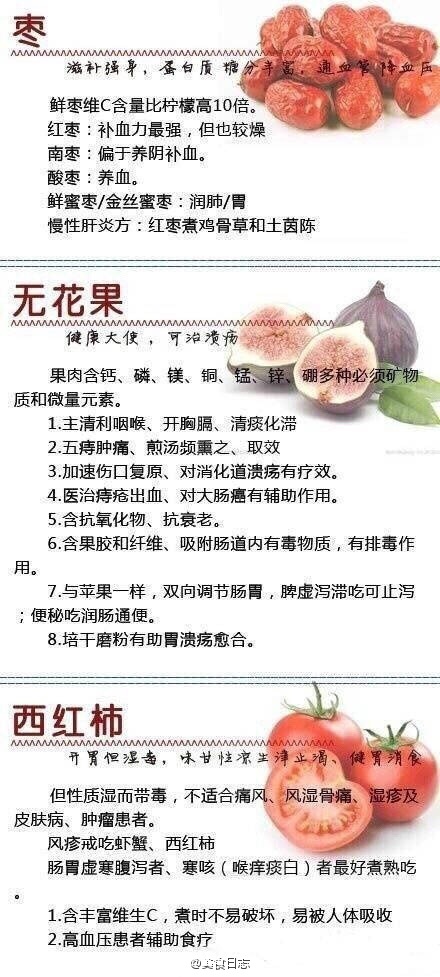 枣
滋补强身，蛋白质 糖分丰富，通血管 降血压
鲜枣维C含量比柠檬高10倍。
红枣：补血力最强，但也较燥
南枣：偏于养阴补血。
酸枣：养血。
鲜蜜枣/金丝蜜枣：润肺/胃
慢性肝炎方：红枣煮鸡骨草和土茵陈
无花果
健康大使，可治溃疡
果肉含钙、磷、镁、铜、锰、锌、硼多种必须矿物
质和微量元素。
1.主清利咽喉、开胸膈、清痰化滞
2.五痔肿痛、煎汤频熏之、取效
3.加速伤口复原、对消化道溃疡有疗效。
4.医治痔疮出血、对大肠癌有辅助作用。
5.含抗氧化物、抗衰老。
6.含果胶和纤维、吸附肠道内有毒物质，有排毒作
用。
7.与苹果一样，双向调节肠胃，脾虚泻滞吃可止泻
；便秘吃润肠通便。
8.培干磨粉有助胃溃疡愈合。
西红柿
开胃但湿毒，味甘性凉生津止渴、健胃消食
但性质湿而带毒，不适合痛风、风湿骨痛、湿疹及
皮肤病、肿瘤患者。
风疹戒吃虾蟹、西红柿
肠胃虚寒腹泻者、寒咳（喉痒痰白）者最好煮熟吃
。
1.含丰富维生C，煮时不易破坏，易被人体吸收
2.高血压患者辅助食疗
@美食日志